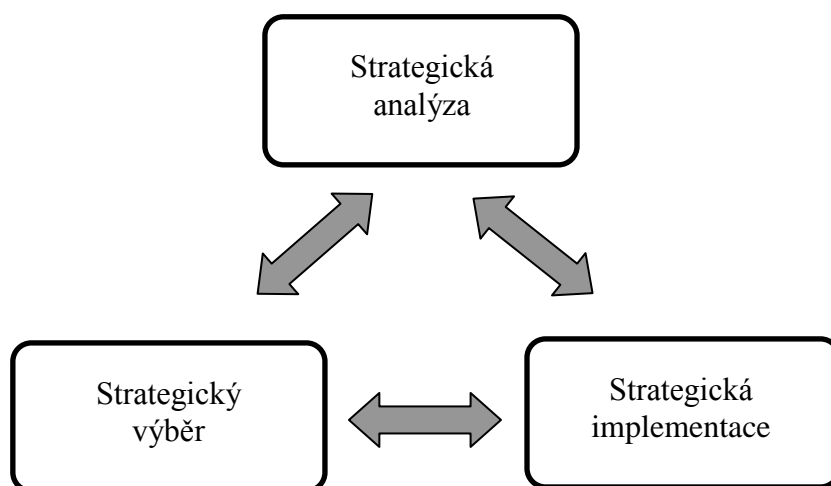 Strategická
analýza
Strategický
výběr
Strategická
implementace